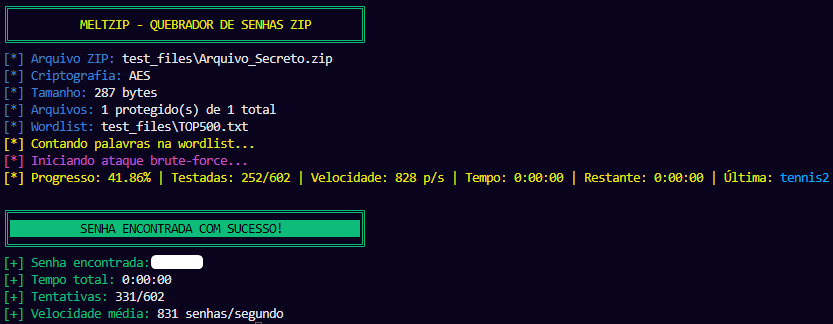 MELTZIP - QUEBRADOR DE SENHAS ZIP
[*] Arquivo ZIP: test_files\Arquivo_Secreto.zip
[*] Criptografia: AES
[*] Tamanho: 287 bytes
[*] Arquivos: 1 protegido(s) de 1 total
[*] Wordlist: test_files\TOP500.txt
[*] Contando palavras na wordlist...
[*] Iniciando ataque brute-force...
[*] Progresso: 41.86% | Testadas: 252/602 | Velocidade: 828 p/s | Tempo: 0:00:00 | Restante: 0:00:00 | Última: tennis2
SENHA ENCONTRADA COM SUCESSO!
[+] Senha encontrada:
[+] Tempo total: 0:00:00
[+] Tentativas: 331/602
[+] Velocidade média: 831 senhas/segundo